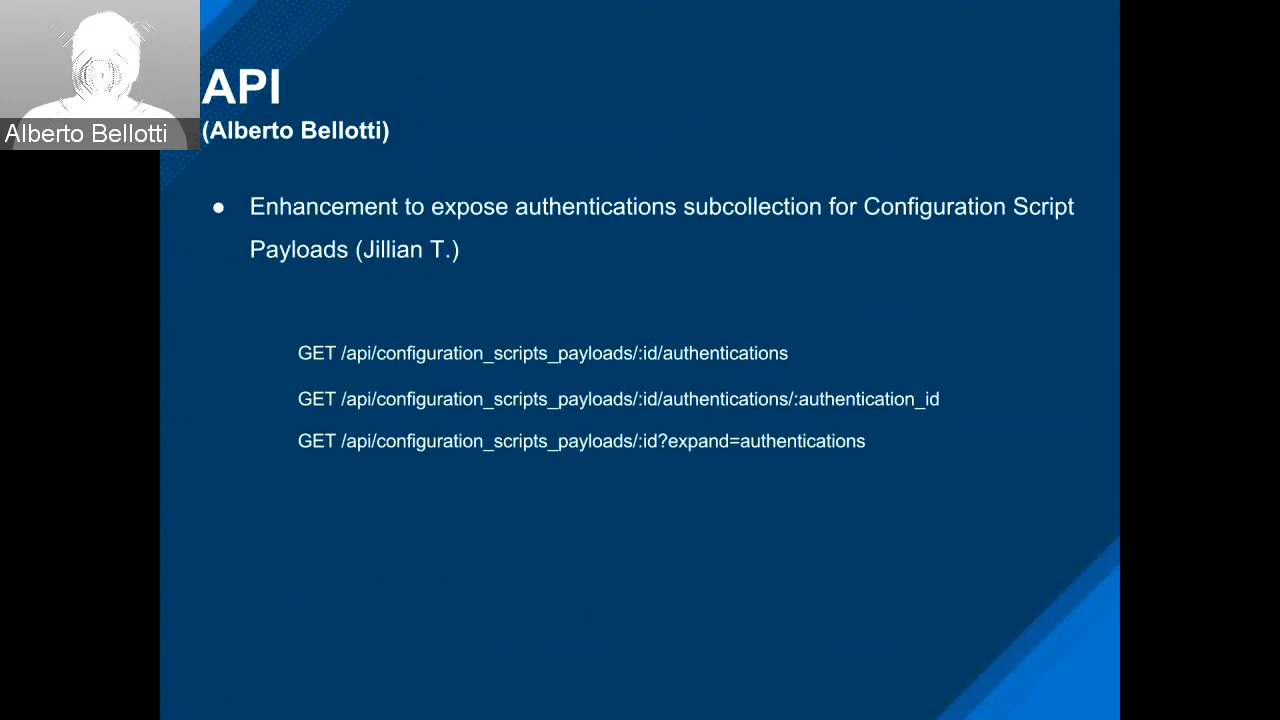 Alberto Bellotti
API
(Alberto Bellotti)
● Enhancement to expose authentications subcollection for Configuration Script
Payloads (Jillian T.)
GET /api/configuration_scripts_payloads/:id/authentications
GET /api/configuration_scripts_payloads/:id/authentications/:authentication_id
GET /api/configuration_scripts_payloads/:id?expand=authentications